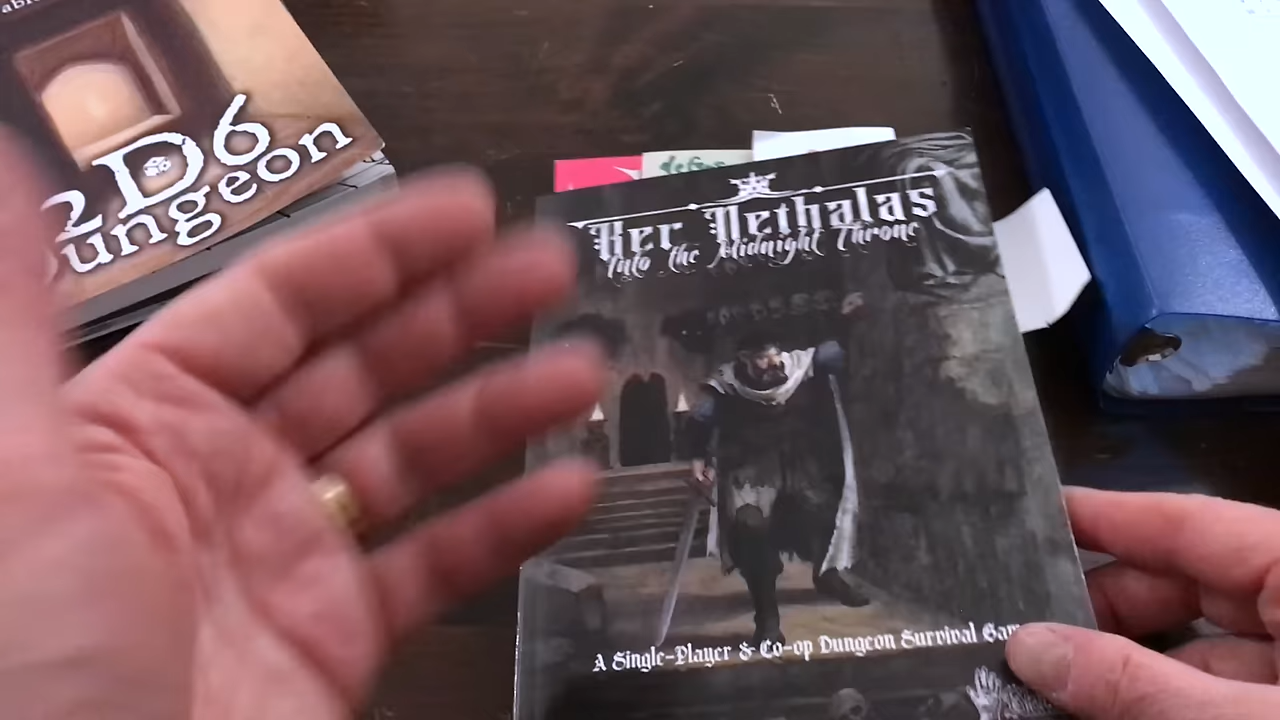 2D6
Dungeon
Ker Nethalas
Into the Midnight Throne
A Single-Player & Co-op Dungeon Survival Gam